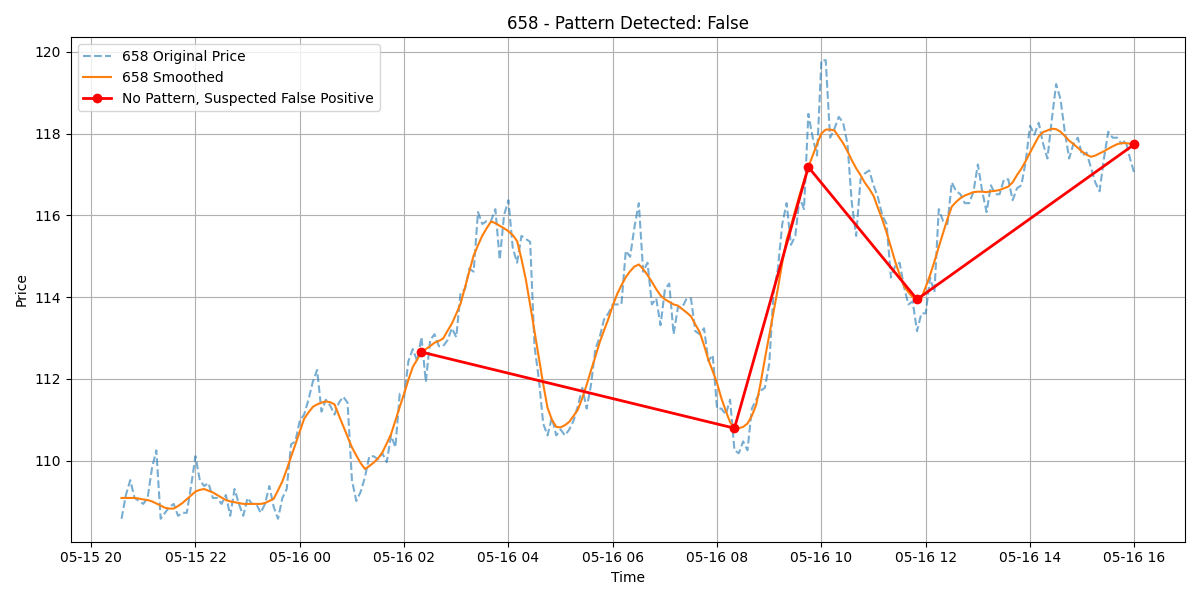 658 - Pattern Detected: False
658 Original Price
658 Smoothed
No Pattern, Suspected False Positive
Price
120
118
116
114
112
110
05-15 20 05-15 22 05-16 00 05-16 02 05-16 04 05-16 06 05-16 08 05-16 10 05-16 12 05-16 14 05-16 16
Time